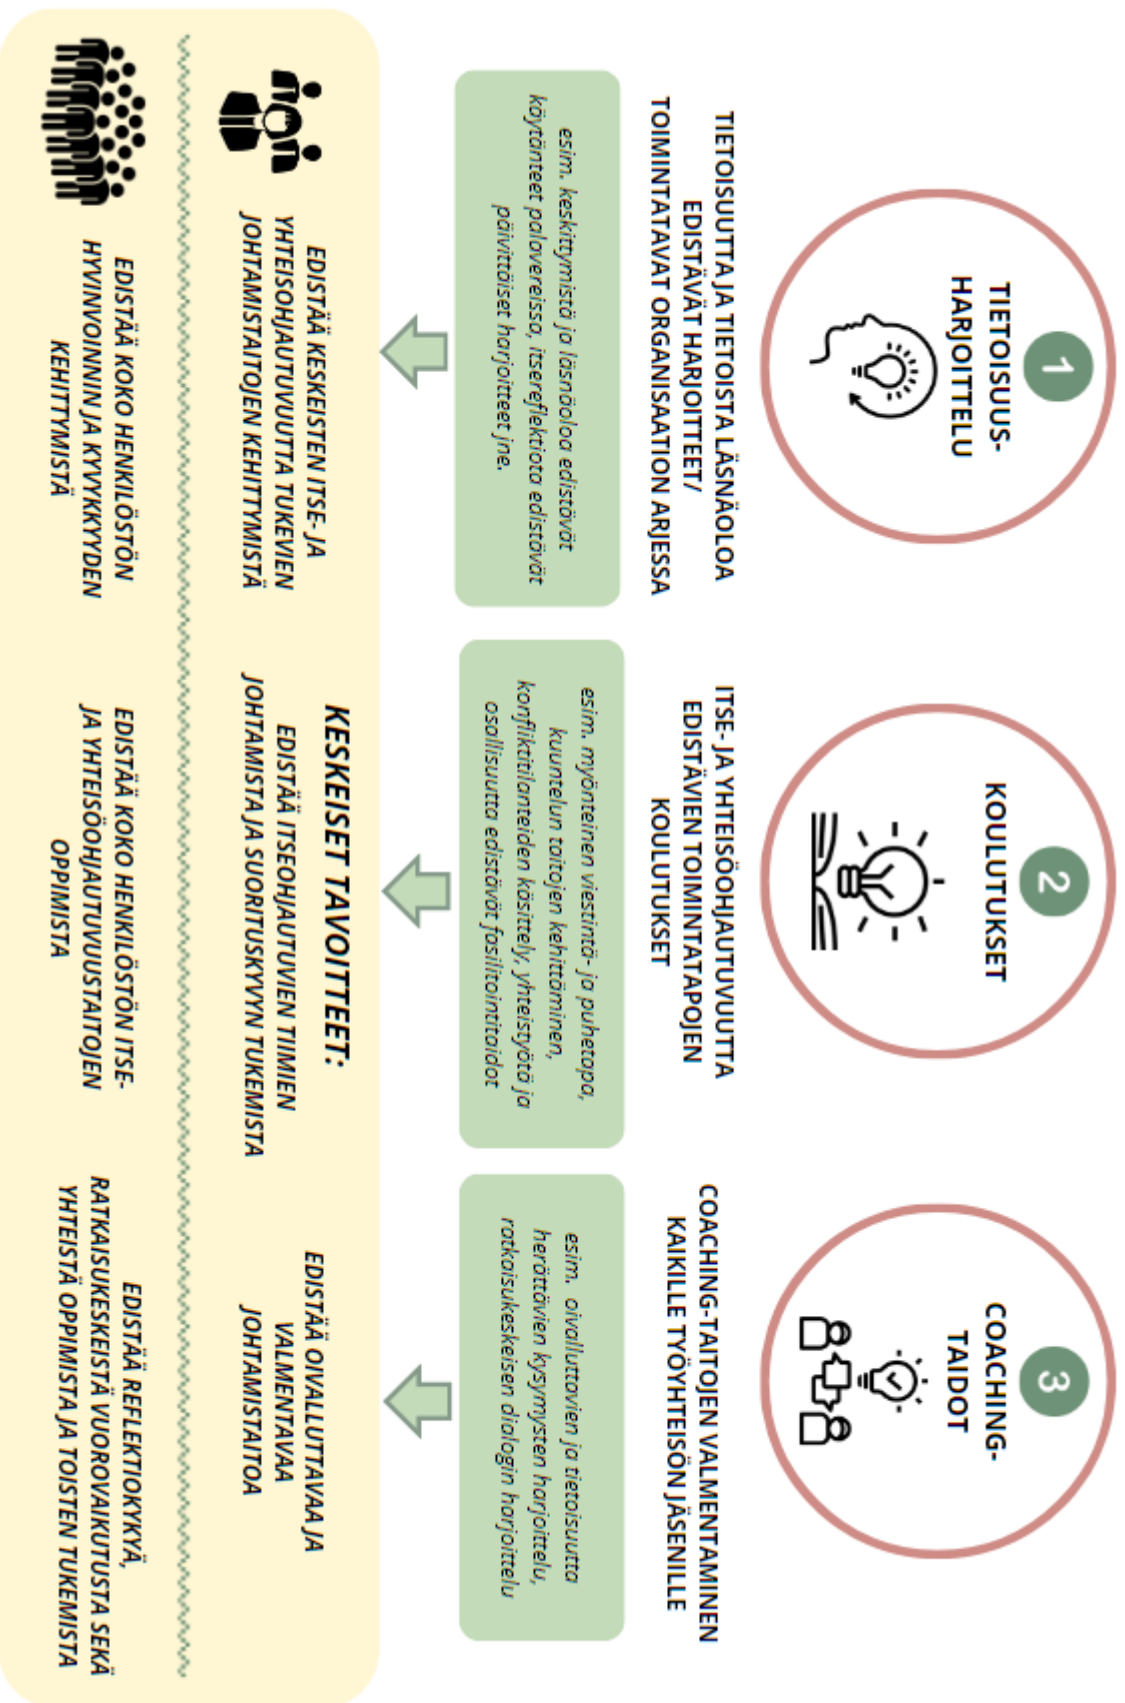 1
TIETOISUUS-
HARJOITTELU
TIETOISUUTTA JA TIETOISTA LÄSNÄOLOA
EDISTÄVÄT HARJOITTEET/
TOIMINTATAVAT ORGANISAATION ARJESSA
esim. keskittymistä ja läsnäoloa edistävät
käytänteet palavereissa, itsereflektiota edistävät
päivittäiset harjoitteet jne.
2
KOULUTUKSET
ITSE- JA YHTEISÖOHJAUTUVUUTTA
EDISTÄVIEN TOIMINTATAPOJEN
KOULUTUKSET
esim. myönteinen viestintä- ja puhetapa,
kuuntelun taitojen kehittäminen,
konfliktitilanteiden käsittely, yhteistyötä ja
osallisuutta edistävät fasilitointitaidot
3
COACHING-
TAIDOT
COACHING-TAITOJEN VALMENTAMINEN
KAIKILLE TYÖYHTEISÖN JÄSENILLE
esim. oivalluttavien ja tietoisuutta
herättävien kysymysten harjoittelu,
ratkaisukeskeisen dialogin harjoittelu
KESKEISET TAVOITTEET:
EDISTÄÄ KESKEISTEN ITSE- JA
YHTEISOHJAUTUVUUTTA TUKEVIEN
JOHTAMISTAITOJEN KEHITTYMISTÄ
EDISTÄÄ ITSEOHJAUTUVIEN TIIMIEN
JOHTAMISTA JA SUORITUSKYVYN TUKEMISTA
EDISTÄÄ OIVALLUTTAVAA JA
VALMENTAVAA
JOHTAMISTAITOA
EDISTÄÄ KOKO HENKILÖSTÖN
HYVINVOINNIN JA KYVYKKYYDEN
KEHITTYMISTÄ
EDISTÄÄ KOKO HENKILÖSTÖN ITSE-
JA YHTEISÖOHJAUTUVUUSTAITOJEN
OPPIMISTA
EDISTÄÄ REFLEKTIOKYKYÄ,
RATKAISUKESKEISTÄ VUOROVAIKUTUSTA SEKÄ
YHTEISTÄ OPPIMISTA JA TOISTEN TUKEMISTA